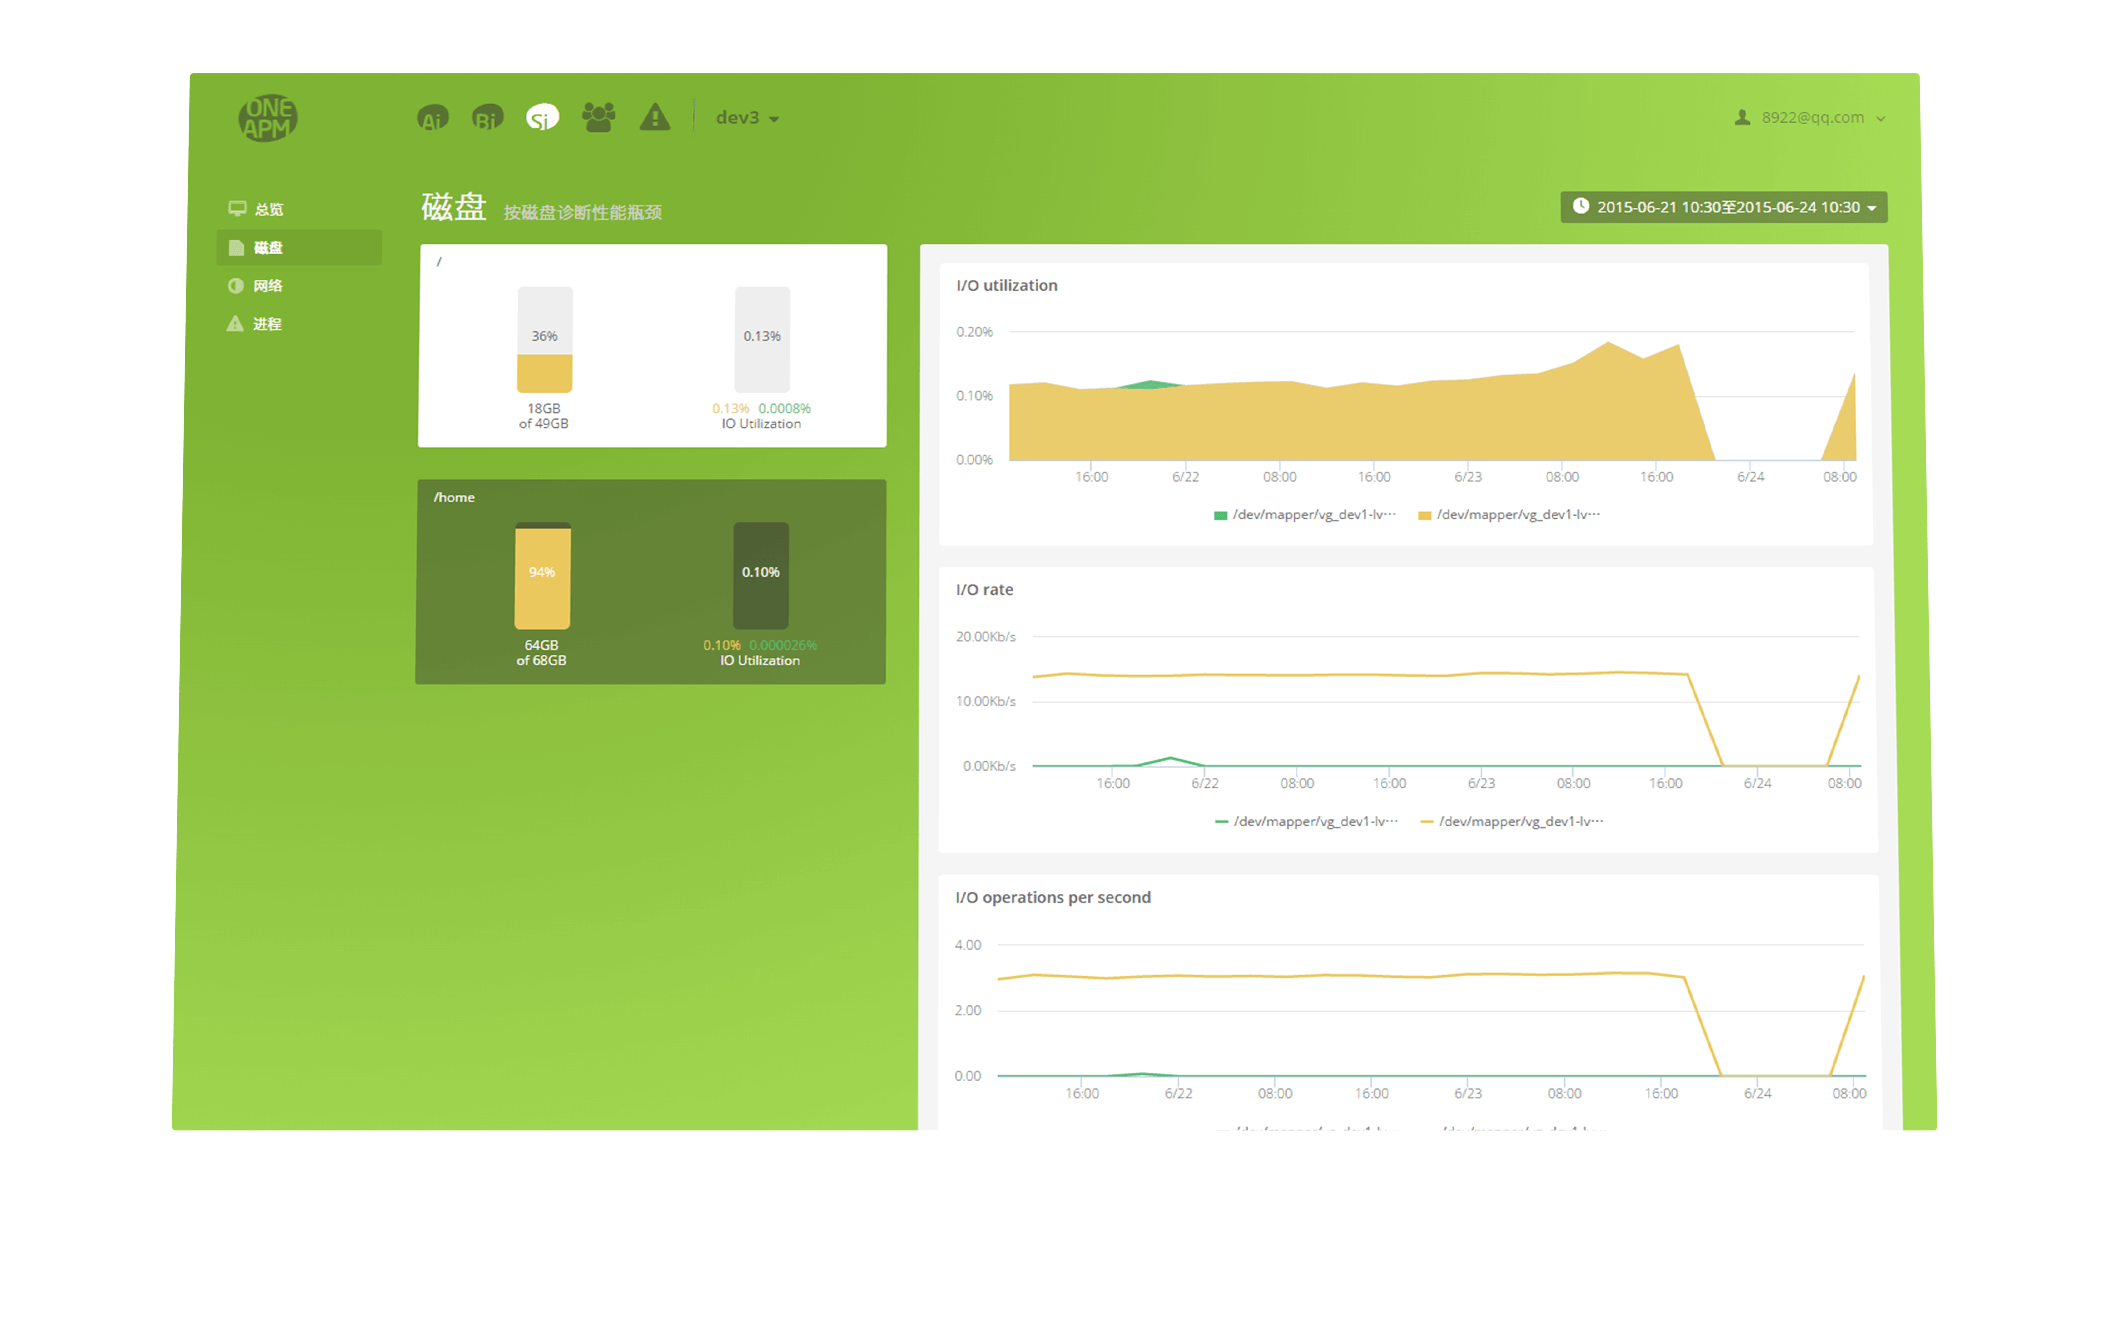 ONE
APM
Ai
Bi
Si
dev3
8922@qq.com
总览
磁盘
网络
进程
磁盘 按磁盘诊断性能瓶颈
2015-06-21 10:30至2015-06-24 10:30
/
36%
0.13%
18GB
of 49GB
0.13% 0.0008%
IO Utilization
/home
94%
0.10%
64GB
of 68GB
0.10% 0.000026%
IO Utilization
I/O utilization
0.20%
0.10%
0.00%
16:00 6/22 08:00 16:00 6/23 08:00 16:00 6/24 08:00
/dev/mapper/vg_dev1-lv··· /dev/mapper/vg_dev1-lv···
I/O rate
20.00Kb/s
10.00Kb/s
0.00Kb/s
16:00 6/22 08:00 16:00 6/23 08:00 16:00 6/24 08:00
/dev/mapper/vg_dev1-lv··· /dev/mapper/vg_dev1-lv···
I/O operations per second
4.00
2.00
0.00
16:00 6/22 08:00 16:00 6/23 08:00 16:00 6/24 08:00